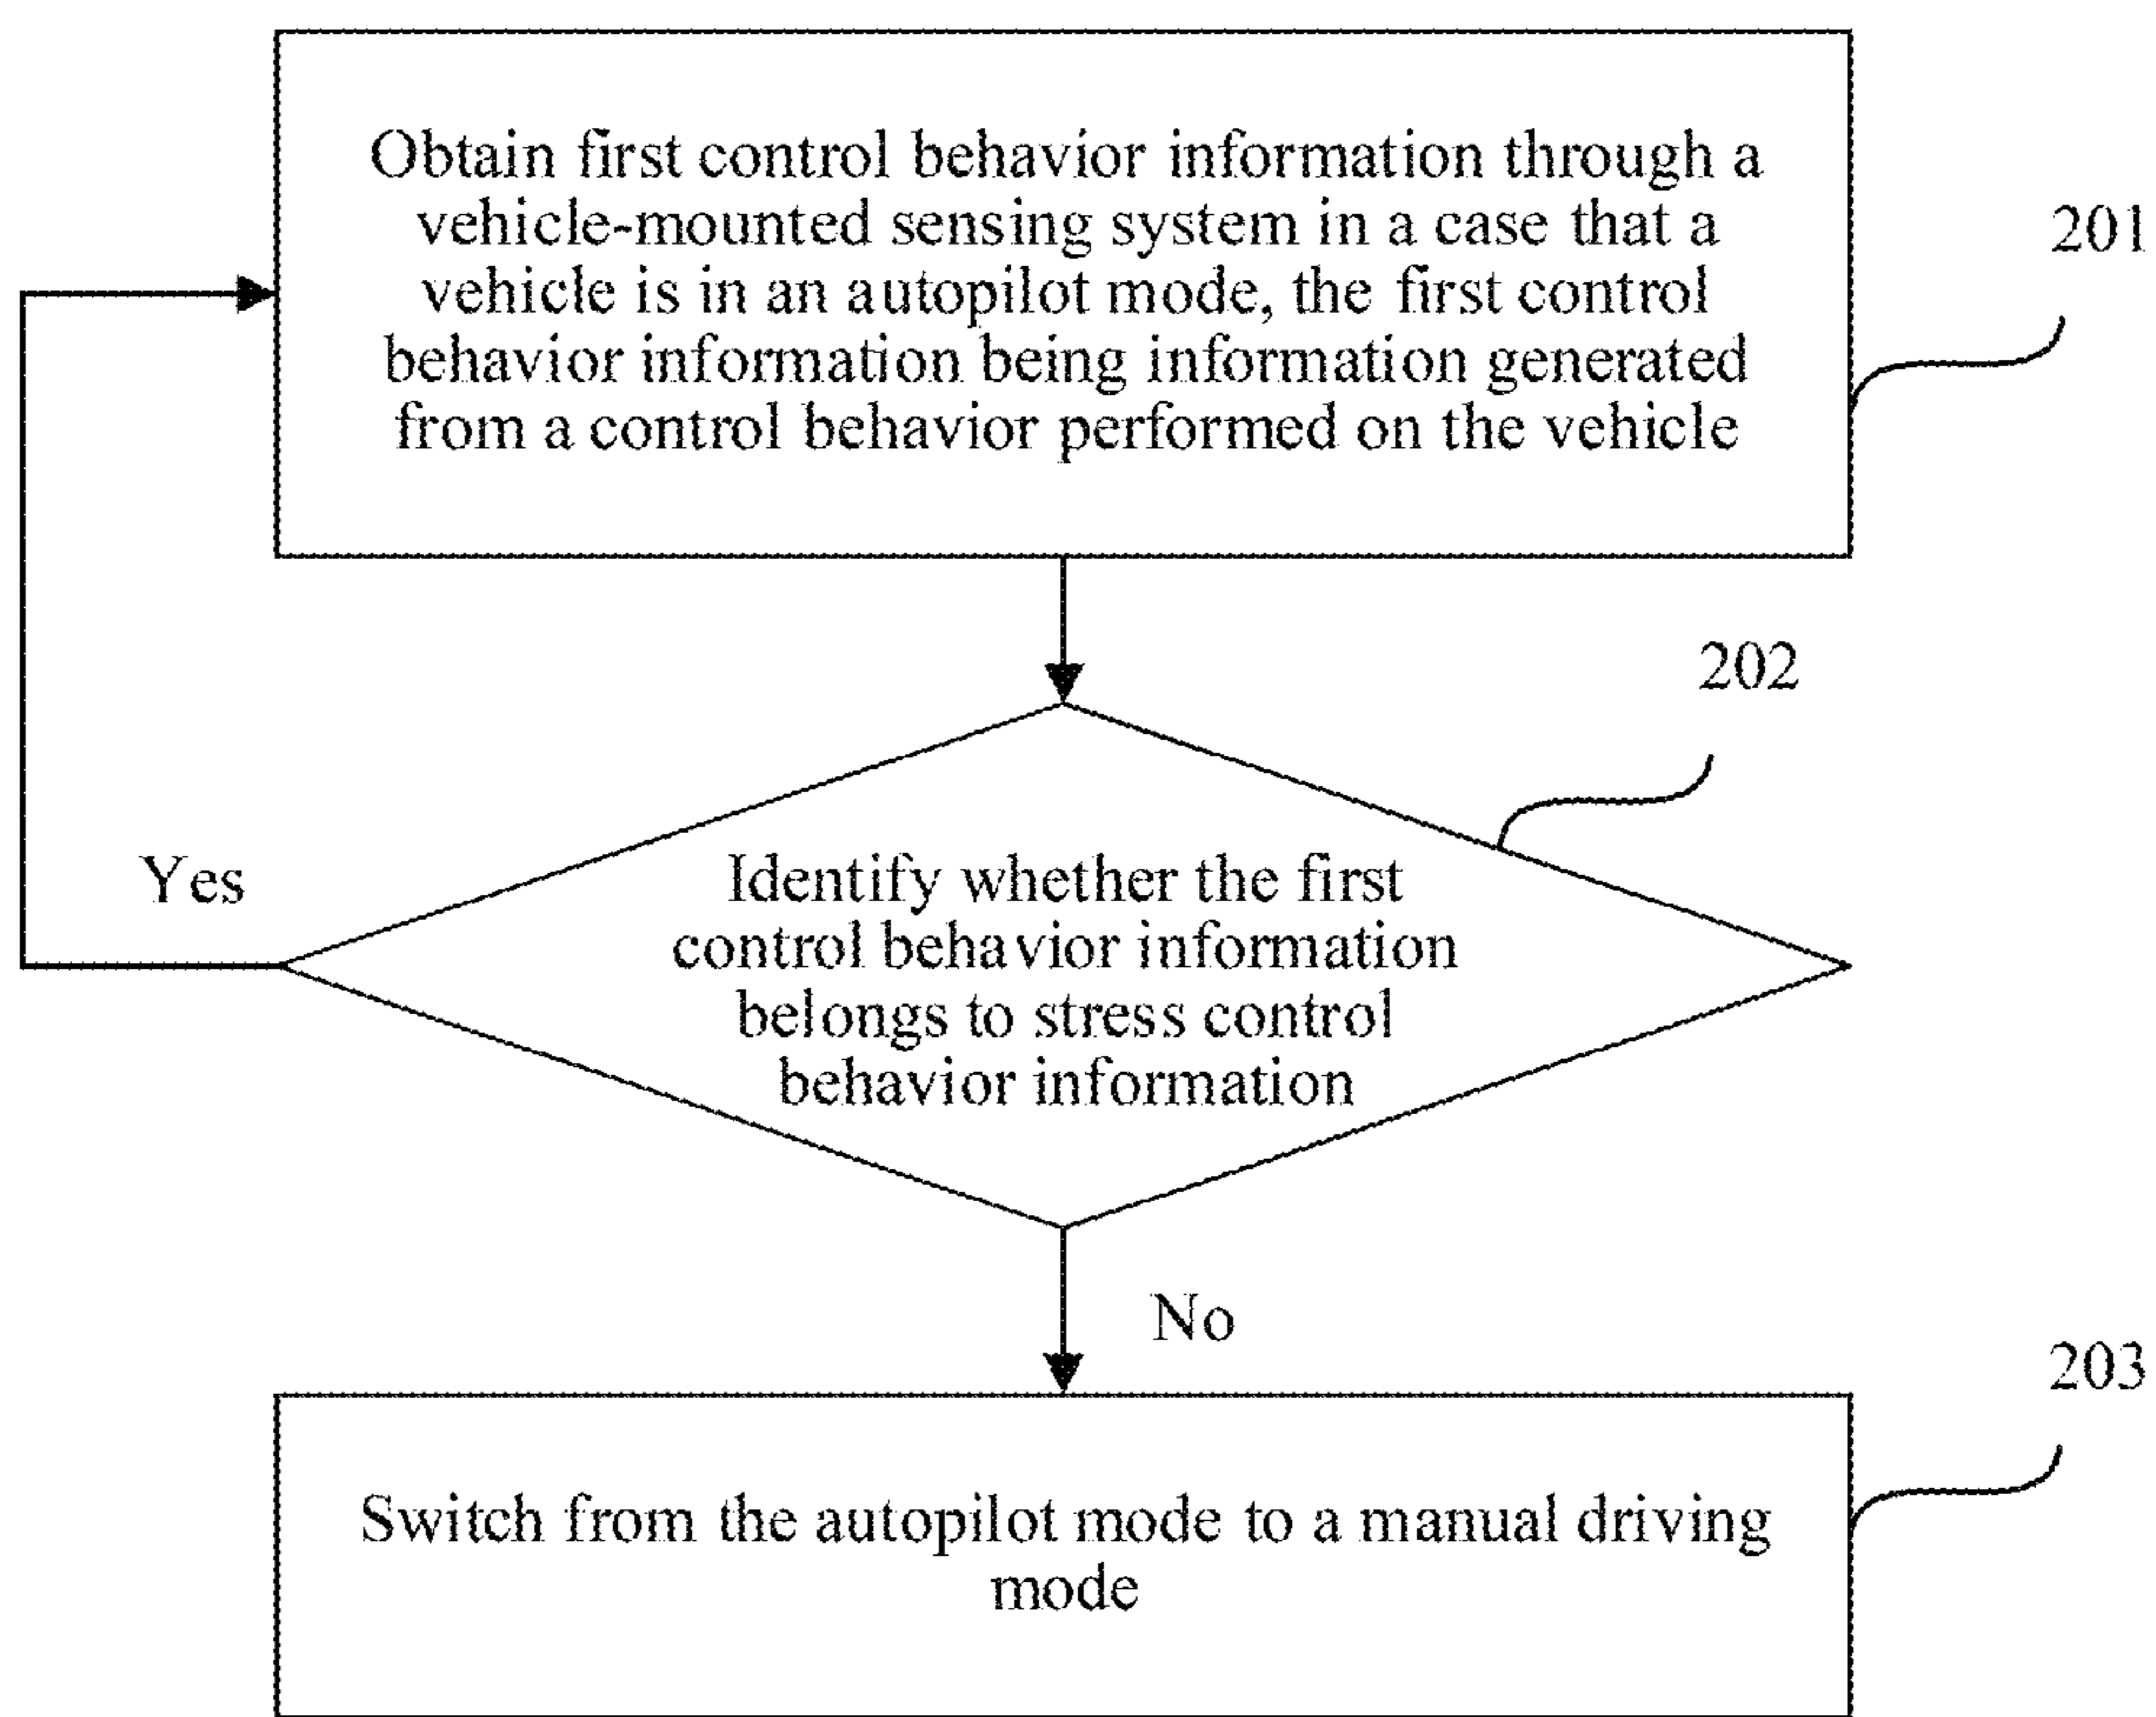 Obtain first control behavior information through a
vehicle-mounted sensing system in a case that a
vehicle is in an autopilot mode, the first control
behavior information being information generated
from a control behavior performed on the vehicle
201
202
Yes
Identify whether the first
control behavior information
belongs to stress control
behavior information
No
203
Switch from the autopilot mode to a manual driving
mode